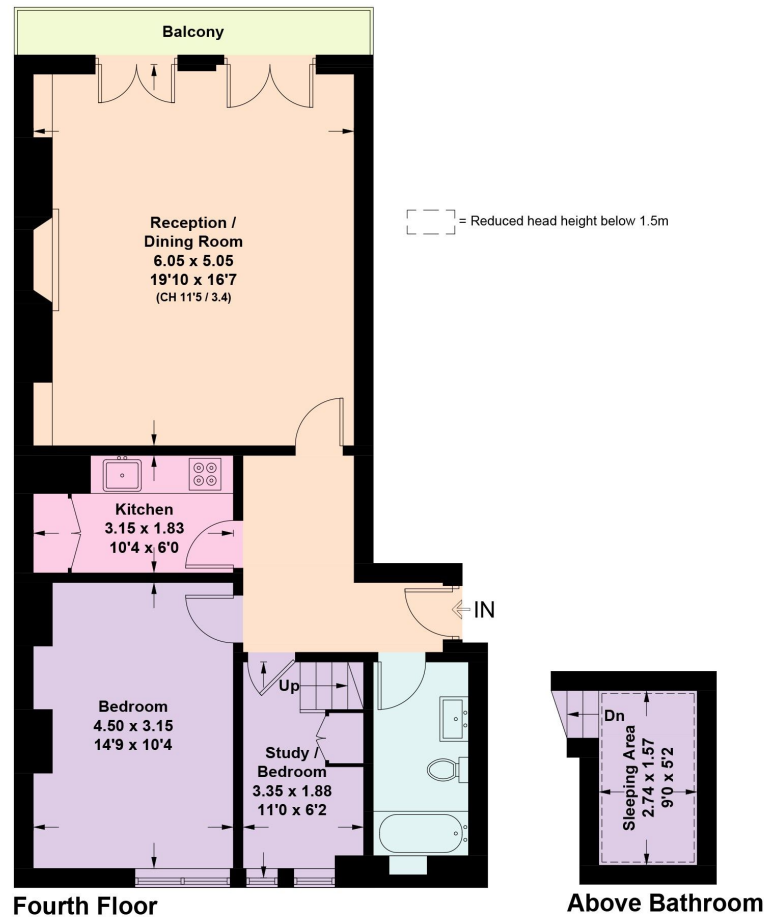 Balcony
Reception /
Dining Room
6.05 x 5.05
19'10 x 16'7
(CH 11'5 / 3.4)
= Reduced head height below 1.5m
Kitchen
3.15 x 1.83
10'4 x 6'0
IN
Bedroom
4.50 x 3.15
14'9 x 10'4
Up
Study /
Bedroom
3.35 x 1.88
11'0 x 6'2
Dn
Sleeping Area
2.74 x 1.57
9'0 x 5'2
Fourth Floor
Above Bathroom